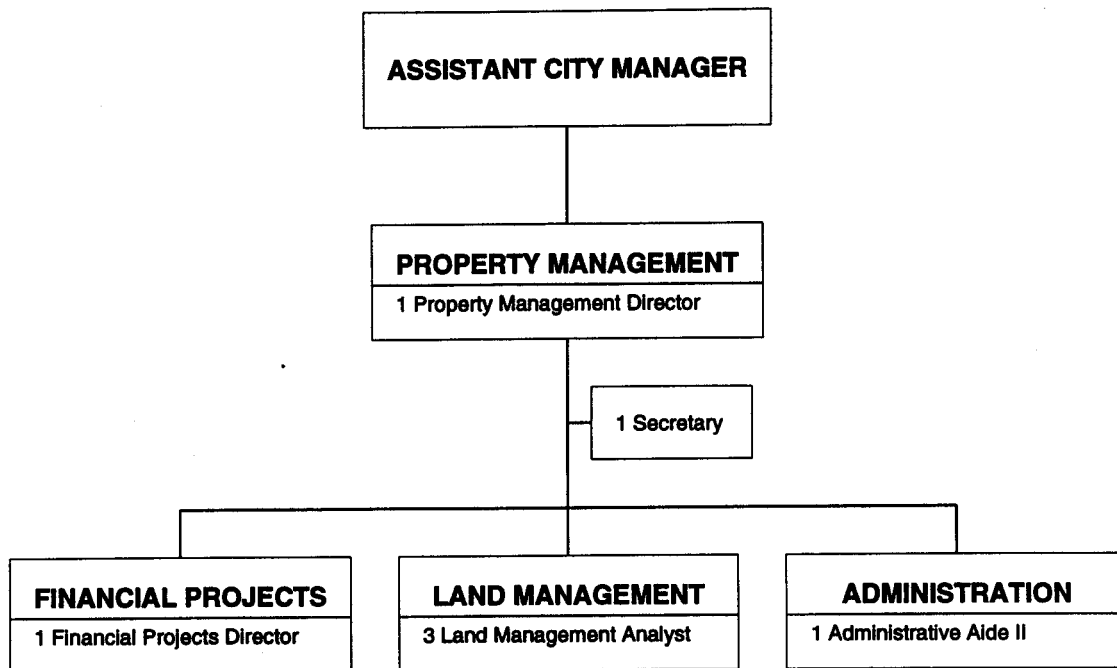 ASSISTANT CITY MANAGER
PROPERTY MANAGEMENT
1 Property Management Director
1 Secretary
FINANCIAL PROJECTS
1 Financial Projects Director
LAND MANAGEMENT
3 Land Management Analyst
ADMINISTRATION
1 Administrative Aide II